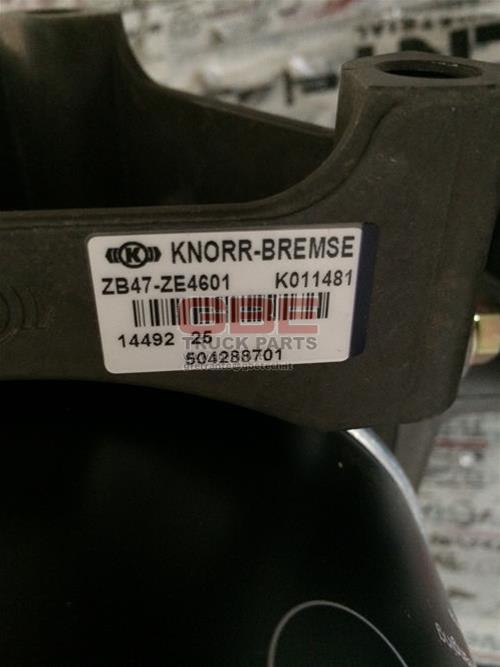 K KNORR-BREMSE
ZB47-ZE4601 K011481
GBE
TRUCK PARTS
14492 25
504288701